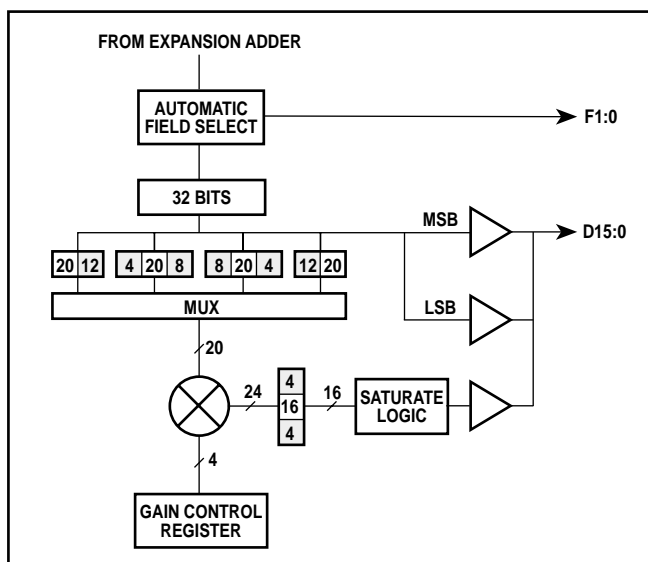 FROM EXPANSION ADDER
AUTOMATIC
FIELD SELECT
F1:0
32 BITS
MSB
D15:0
20 12
4 20 8
8 20 4
12 20
MUX
LSB
20
24
4
16
4
16
SATURATE
LOGIC
4
GAIN CONTROL
REGISTER